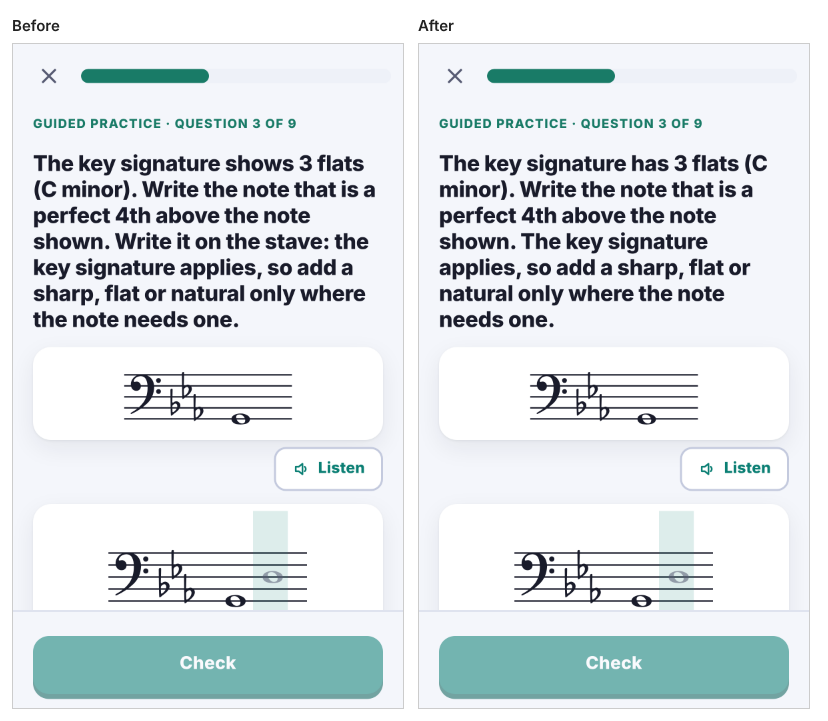 Before
GUIDED PRACTICE · QUESTION 3 OF 9
The key signature shows 3 flats
(C minor). Write the note that is a
perfect 4th above the note
shown. Write it on the stave: the
key signature applies, so add a
sharp, flat or natural only where
the note needs one.
Listen
Check
After
GUIDED PRACTICE · QUESTION 3 OF 9
The key signature has 3 flats (C
minor). Write the note that is a
perfect 4th above the note
shown. The key signature
applies, so add a sharp, flat or
natural only where the note
needs one.
Listen
Check